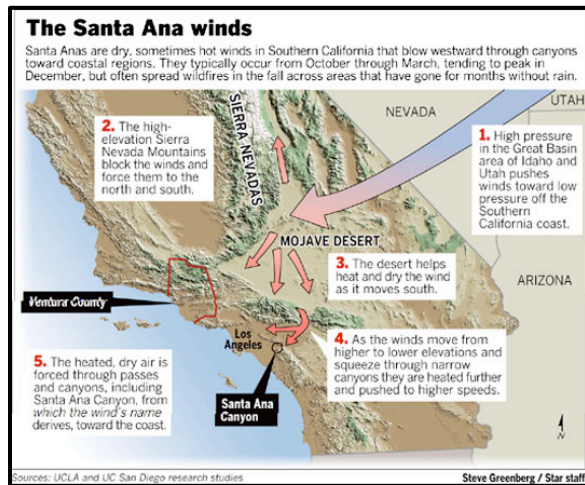 The Santa Ana winds
Santa Anas are dry, sometimes hot winds in Southern California that blow westward through canyons
toward coastal regions. They typically occur from October through March, tending to peak in
December, but often spread wildfires in the fall across areas that have gone for months without rain.
NEVADA
UTAH
SIERRA NEVADAS
2. The high-
elevation Sierra
Nevada Mountains
block the winds and
force them to the
north and south.
1. High pressure
in the Great Basin
area of Idaho and
Utah pushes
winds toward low
pressure off the
Southern
California coast.
MOJAVE DESERT
3. The desert helps
heat and dry the wind
as it moves south.
ARIZONA
Ventura County
Los
Angeles
4. As the winds move from
higher to lower elevations and
squeeze through narrow
canyons they are heated further
and pushed to higher speeds.
5. The heated, dry air is
forced through passes
and canyons, including
Santa Ana Canyon, from
which the wind's name
derives, toward the coast.
Santa Ana
Canyon
N
Sources: UCLA and UC San Diego research studies
Steve Greenberg / Star staff